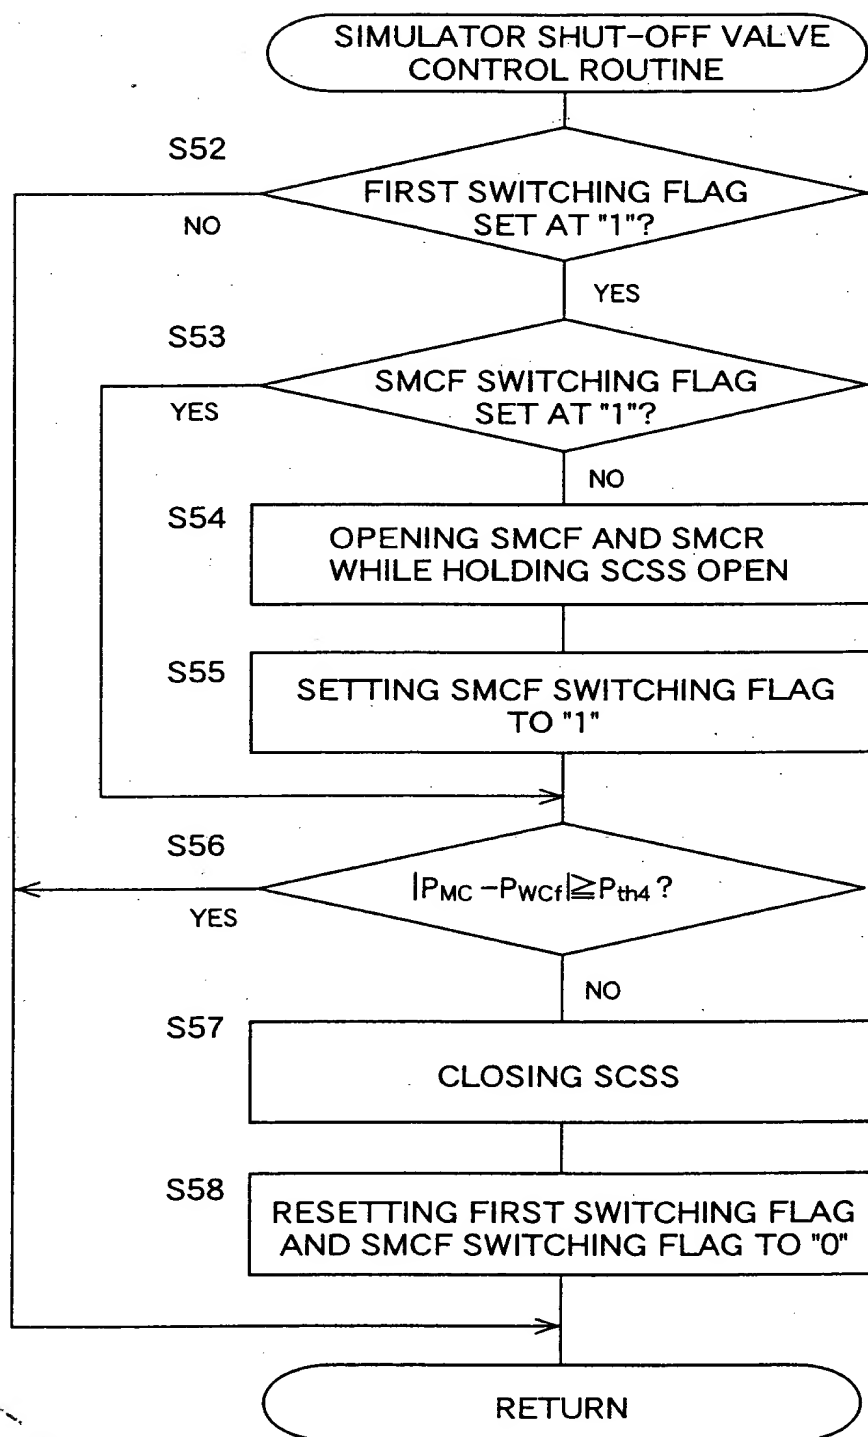 SIMULATOR SHUT-OFF VALVE
CONTROL ROUTINE
S52
FIRST SWITCHING FLAG
SET AT "1"?
NO
YES
S53
SMCF SWITCHING FLAG
SET AT "1"?
YES
NO
S54
OPENING SMCF AND SMCR
WHILE HOLDING SCSS OPEN
S55
SETTING SMCF SWITCHING FLAG
TO "1"
S56
|PMC -PWCf|≧Pth4 ?
YES
NO
S57
CLOSING SCSS
S58
RESETTING FIRST SWITCHING FLAG
AND SMCF SWITCHING FLAG TO "0"
RETURN